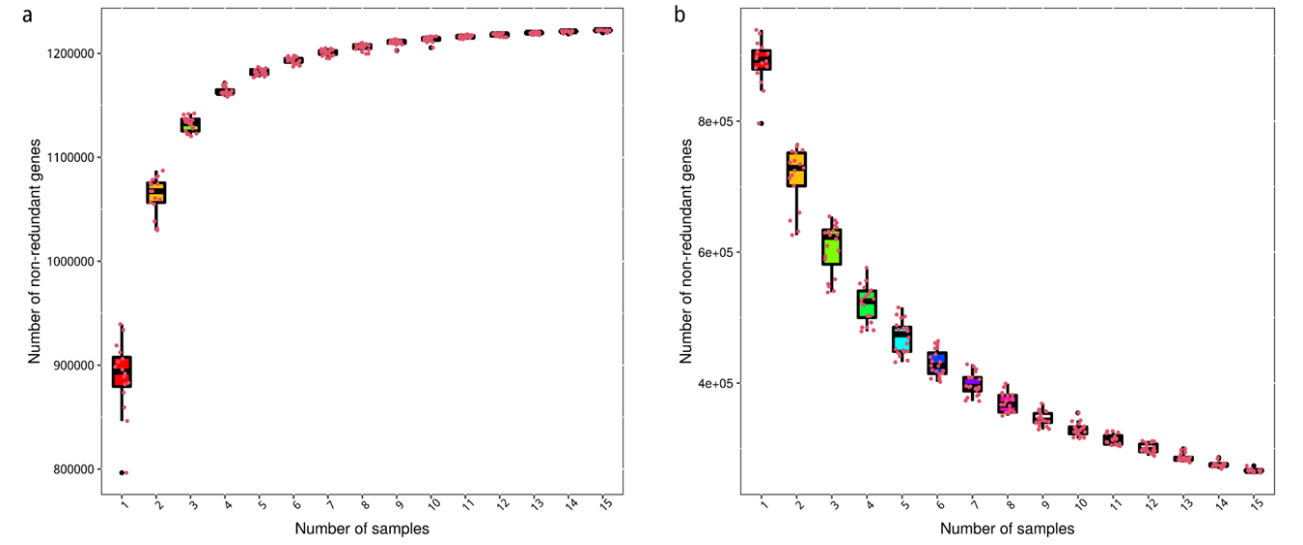 a
Number of non-redundant genes
1200000
1100000
1000000
900000
800000
1 2 3 4 5 6 7 8 9 10 11 12 13 14 15
Number of samples
b
Number of non-redundant genes
8e+05
6e+05
4e+05
1 2 3 4 5 6 7 8 9 10 11 12 13 14 15
Number of samples